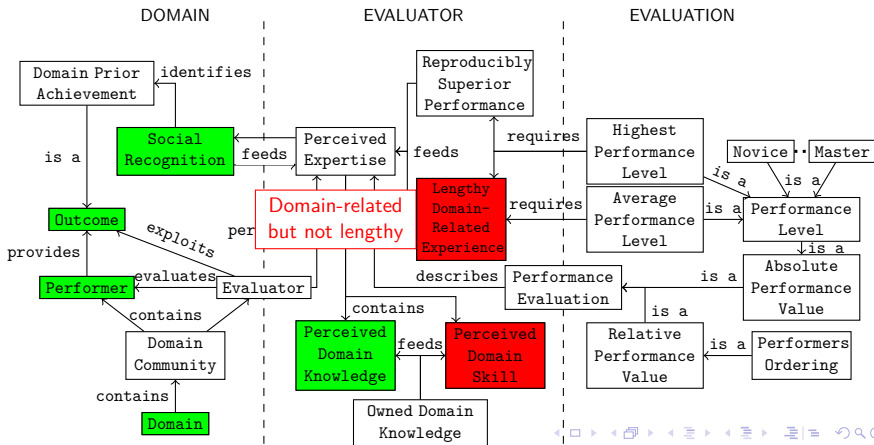 DOMAIN
EVALUATOR
EVALUATION
Domain Prior
Achievement
identifies
Social
Recognition
is a
feeds
Outcome
exploits
provides
Performer
evaluates
Evaluator
contains
Domain
Community
contains
Domain
Reproducibly
Superior
Performance
Perceived
Expertise
feeds
Lengthy
Domain-
Related
Experience
per
Domain-related
but not lengthy
describes
contains
Perceived
Domain
Knowledge
feeds
Perceived
Domain
Skill
Owned Domain
Knowledge
requires
Highest
Performance
Level
Novice
Master
is a
is a
requires
Average
Performance
Level
is a
Performance
Level
is a
Performance
Evaluation
is a
Absolute
Performance
Value
is a
Relative
Performance
Value
is a
Performers
Ordering